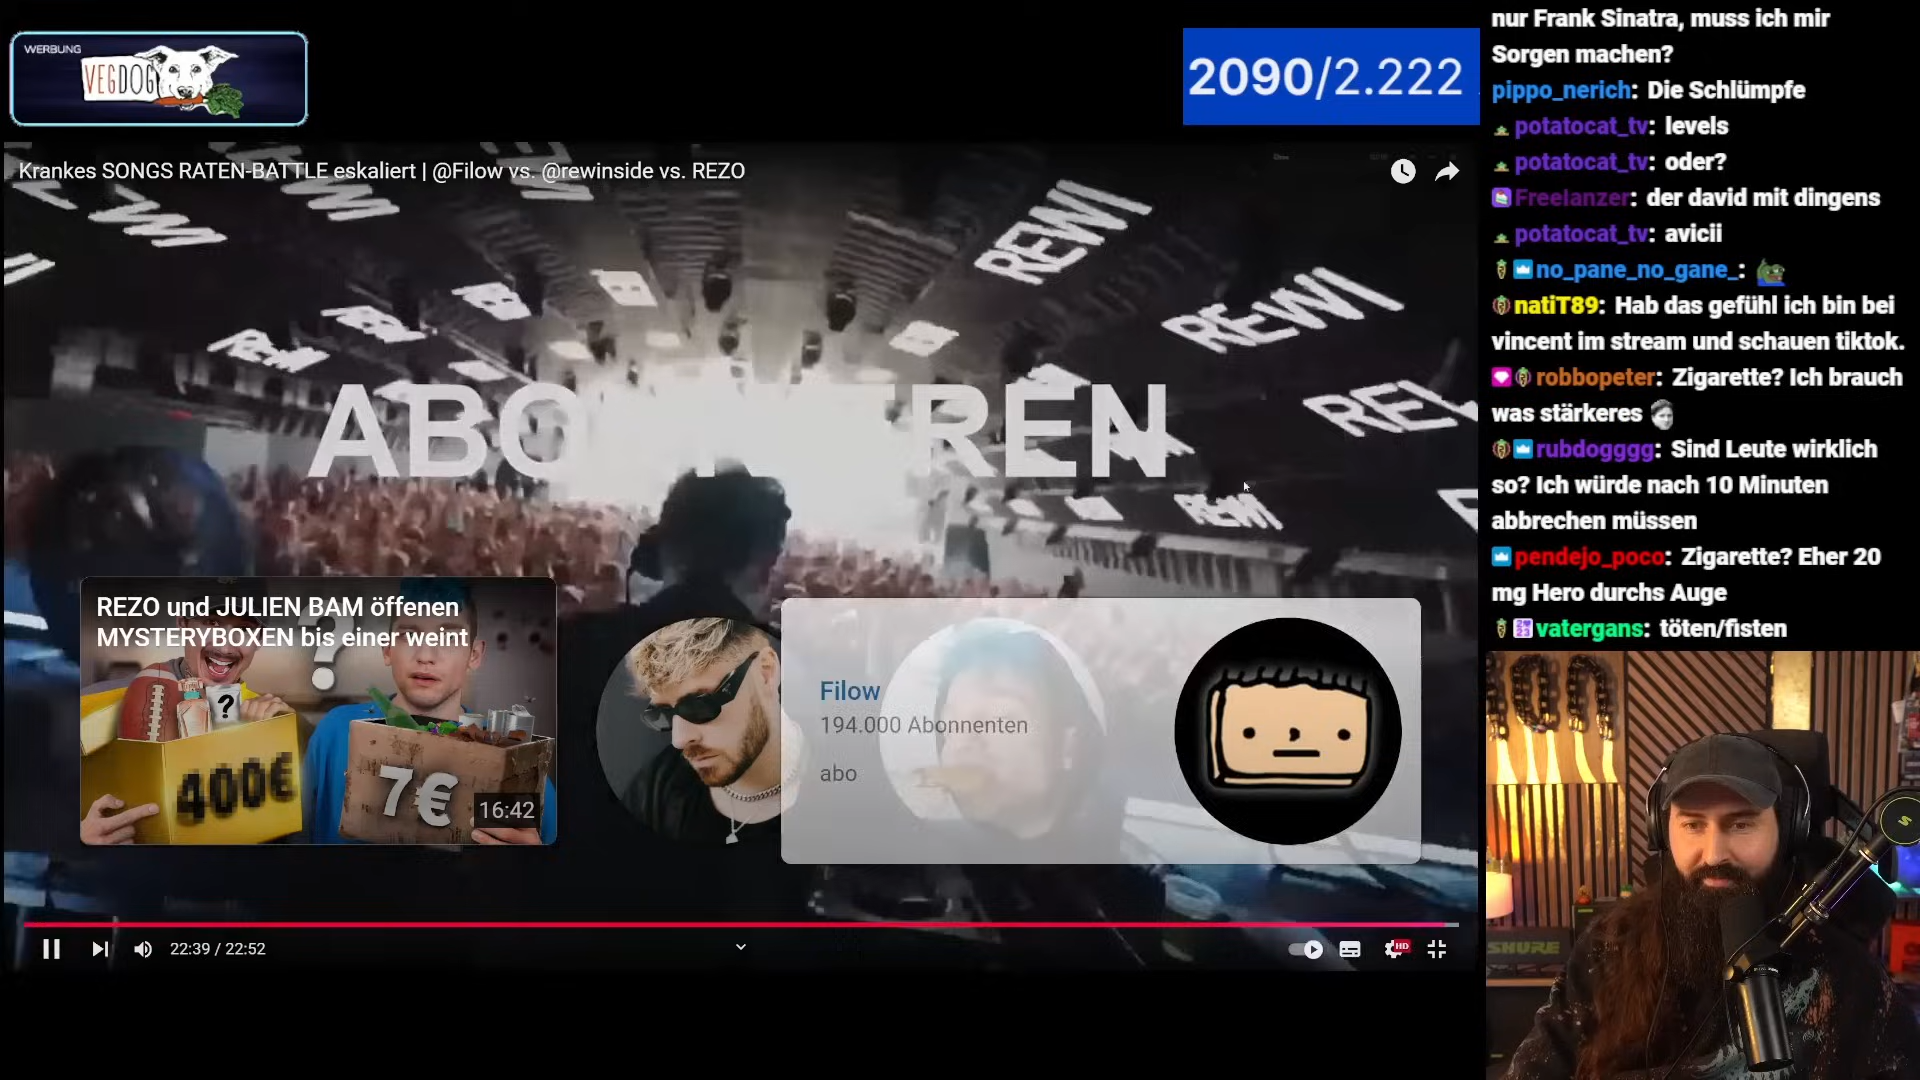 WERBUNG
VEGDOG
2090/2.222
Krankes SONGS RATEN-BATTLE eskaliert | @Filow vs. @rewinside vs. REZO
REWI
REWI
REWI
REWI
ABO
REN
REZO und JULIEN BAM öffenen
MYSTERYBOXEN bis einer weint
?
?
400€
7€
16:42
Filow
194.000 Abonnenten
abo
22:39 / 22:52
HD
nur Frank Sinatra, muss ich mir
Sorgen machen?
pippo_nerich: Die Schlümpfe
potatocat_tv: levels
potatocat_tv: oder?
Freelanzer: der david mit dingens
potatocat_tv: avicii
no_pane_no_gane_:
natiT89: Hab das gefühl ich bin bei
vincent im stream und schauen tiktok.
robbopeter: Zigarette? Ich brauch
was stärkeres
rubdogggg: Sind Leute wirklich
so? Ich würde nach 10 Minuten
abbrechen müssen
pendejo_poco: Zigarette? Eher 20
mg Hero durchs Auge
vatergans: töten/fisten
SHURE